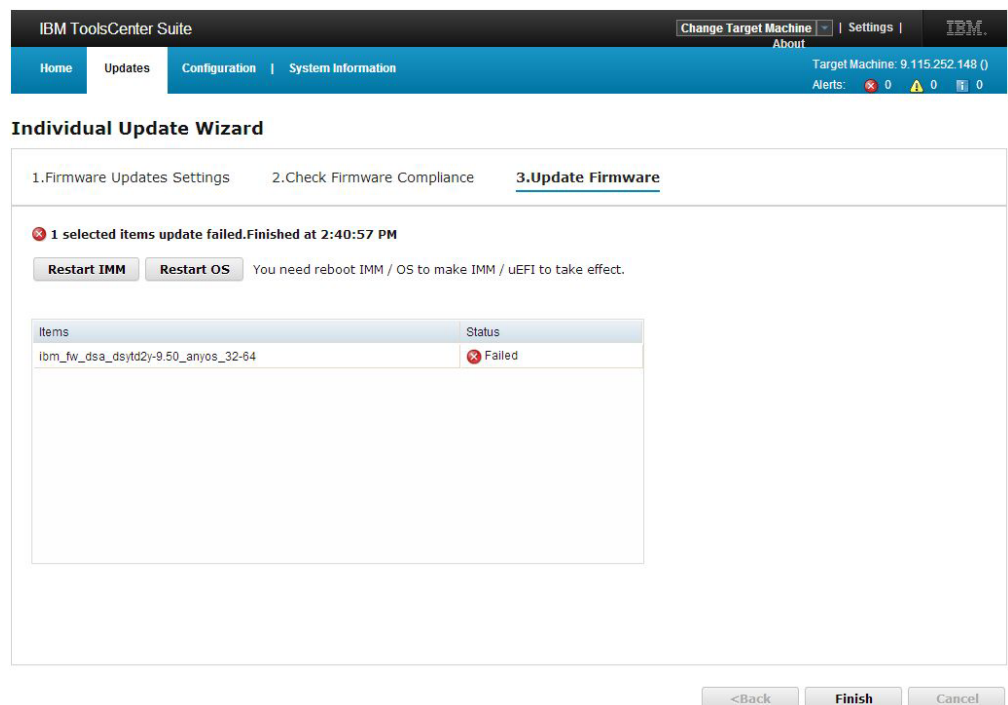 IBM ToolsCenter Suite Change Target Machine | Settings | IBM.
About
Home Updates Configuration | System Information Target Machine: 9.115.252.148 ()
Alerts: 0 0 0
Individual Update Wizard
1.Firmware Updates Settings 2.Check Firmware Compliance 3.Update Firmware
1 selected items update failed.Finished at 2:40:57 PM
Restart IMM Restart OS You need reboot IMM / OS to make IMM / uEFI to take effect.
Items Status
ibm_fw_dsa_dsytd2y-9.50_anyos_32-64 Failed
<Back Finish Cancel